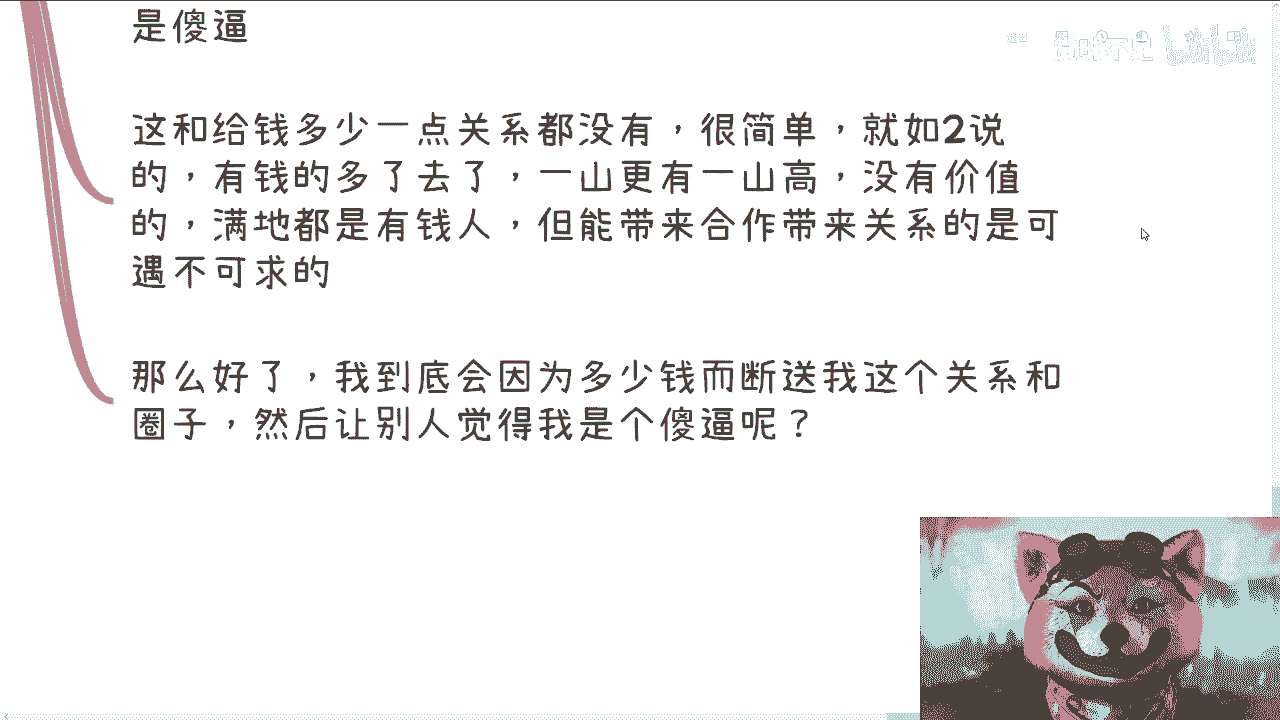 是傻逼
这和给钱多少一点关系都没有，很简单，就如2说
的，有钱的多了去了，一山更有一山高，没有价值
的，满地都是有钱人，但能带来合作带来关系的是可
遇不可求的
那么好了，我到底会因为多少钱而断送我这个关系和
圈子，然后让别人觉得我是个傻逼呢？
bilibili